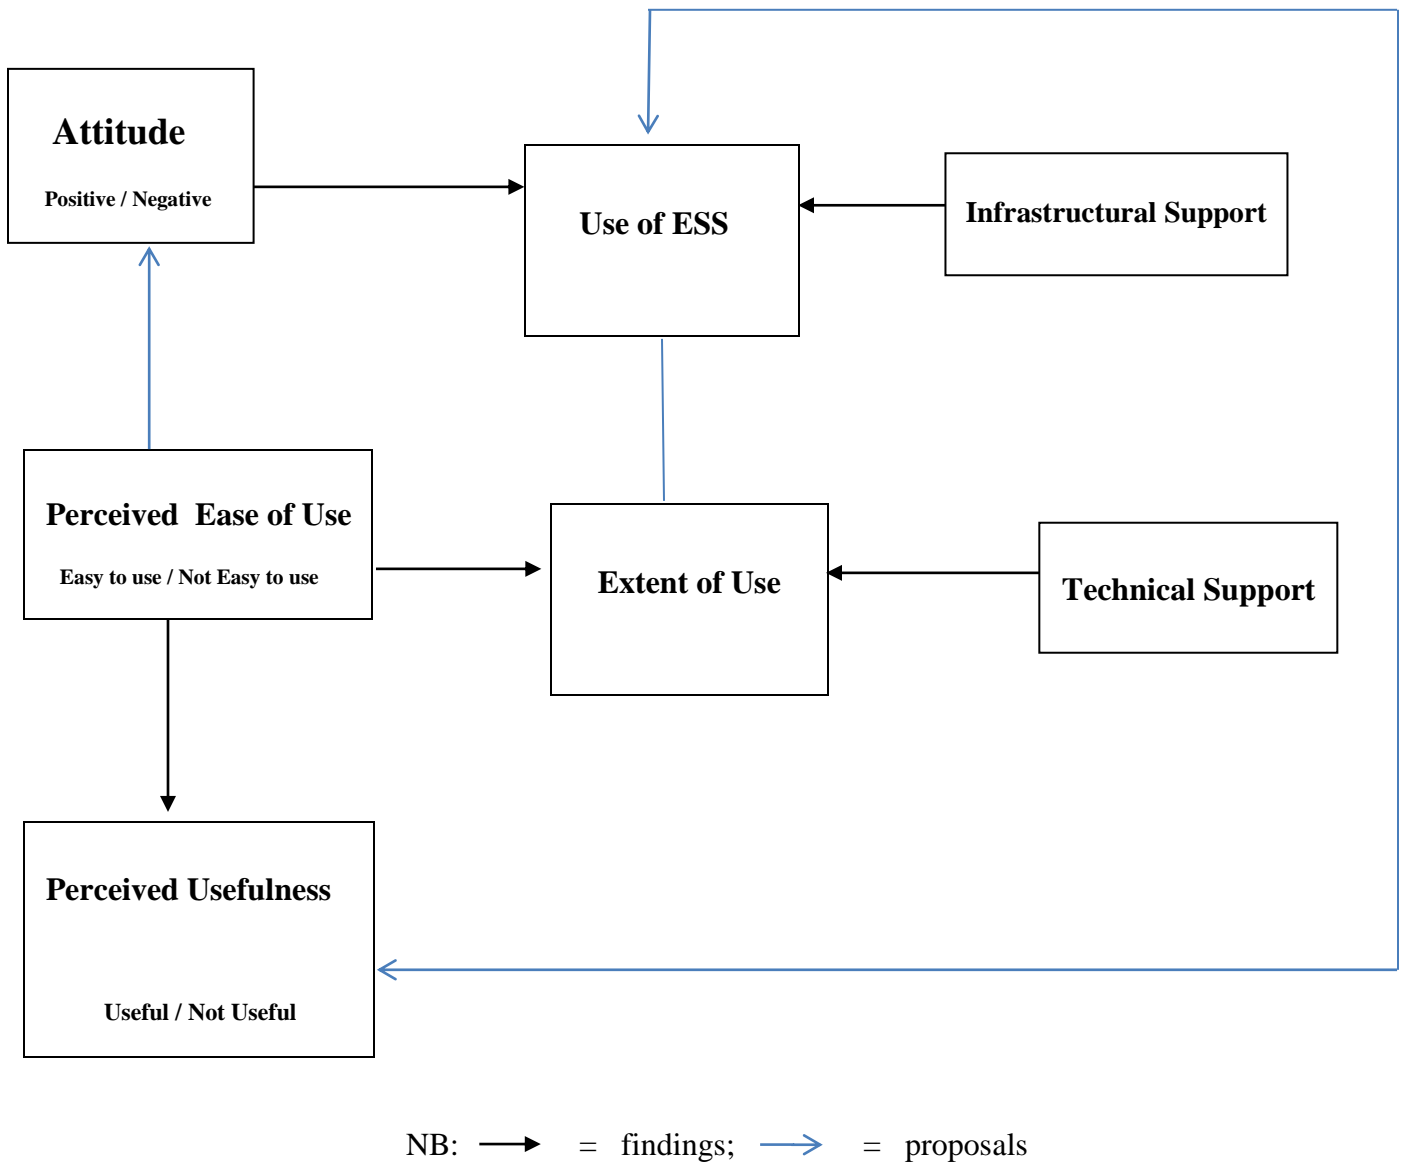 Attitude
Positive / Negative
Use of ESS
Infrastructural Support
Perceived Ease of Use
Easy to use / Not Easy to use
Extent of Use
Technical Support
Perceived Usefulness
Useful / Not Useful
NB: = findings; = proposals